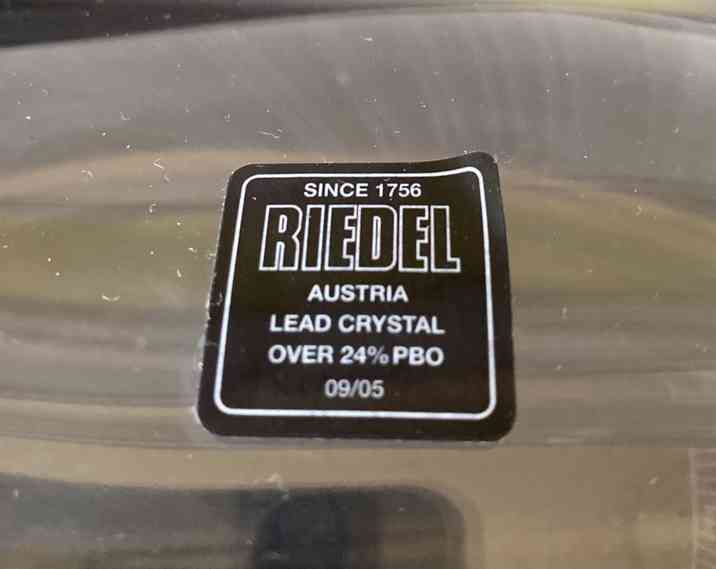 SINCE 1756
RIEDEL
AUSTRIA
LEAD CRYSTAL
OVER 24% PBO
09/05